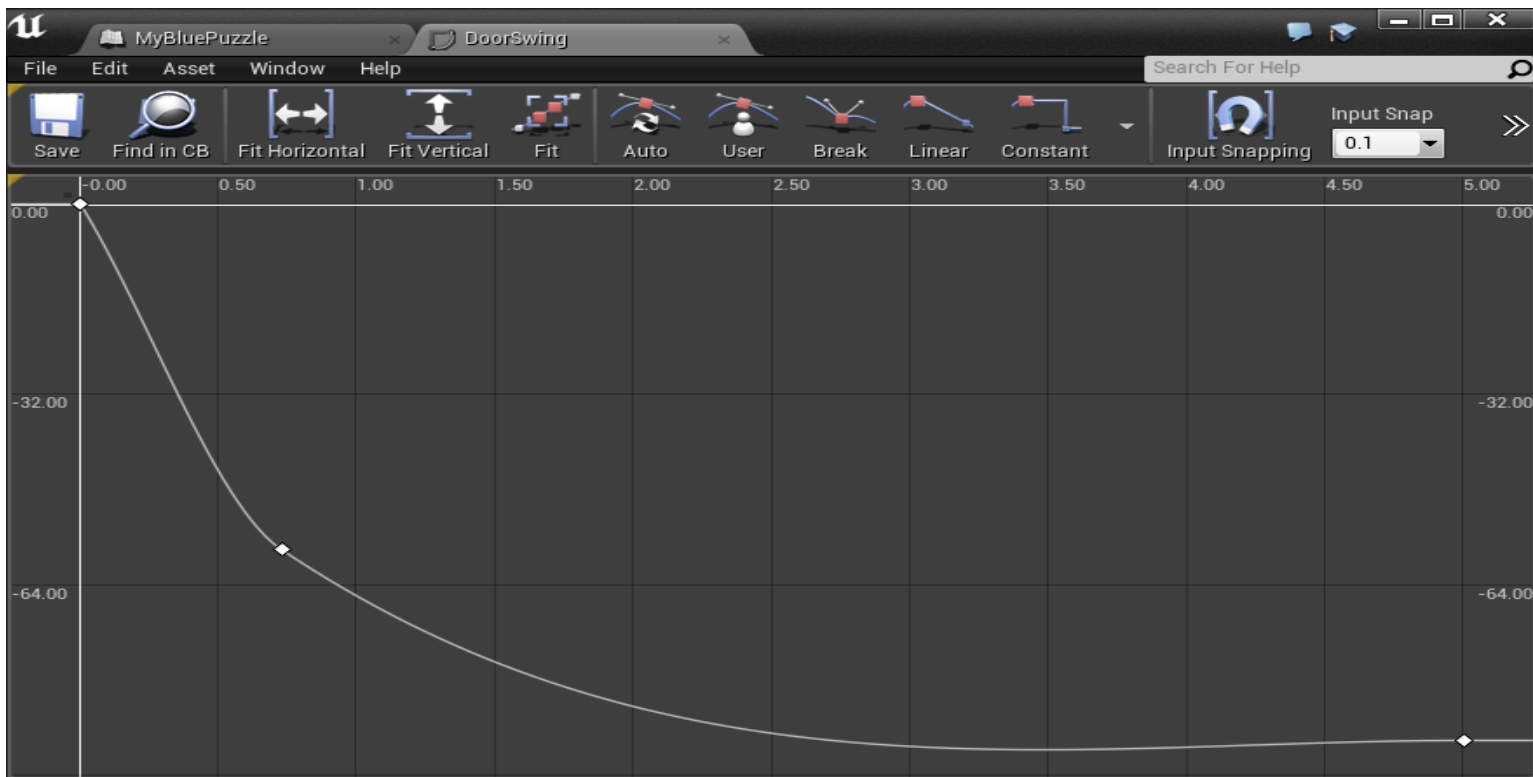 MyBluePuzzle × DoorSwing ×
File Edit Asset Window Help Search For Help
Input Snap
0.1
Save Find in CB Fit Horizontal Fit Vertical Fit Auto User Break Linear Constant Input Snapping
-0.00 0.50 1.00 1.50 2.00 2.50 3.00 3.50 4.00 4.50 5.00
0.00 0.00
-32.00 -32.00
-64.00 -64.00